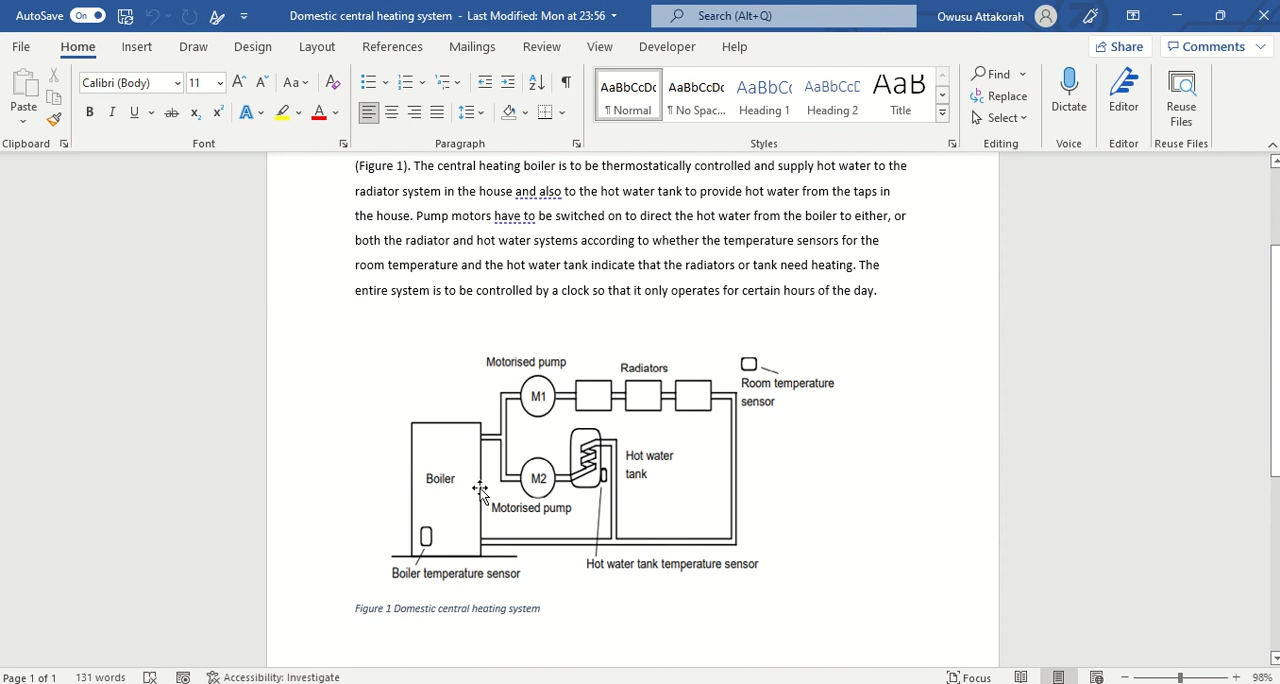 AutoSave On Domestic central heating system - Last Modified: Mon at 23:56 Search (Alt+Q) Owusu Attakorah
File Home Insert Draw Design Layout References Mailings Review View Developer Help Share Comments
Calibri (Body) 11 A A Aa A
Paste B I U ab x₂ x² A A
AaBbCcDc AaBbCcDc AaBbCc AaBbCcD AaB
¶ Normal ¶ No Spac... Heading 1 Heading 2 Title
Find
Replace
Select
Dictate Editor Reuse Files
Clipboard Font Paragraph Styles Editing Voice Editor Reuse Files
(Figure 1). The central heating boiler is to be thermostatically controlled and supply hot water to the
radiator system in the house and also to the hot water tank to provide hot water from the taps in
the house. Pump motors have to be switched on to direct the hot water from the boiler to either, or
both the radiator and hot water systems according to whether the temperature sensors for the
room temperature and the hot water tank indicate that the radiators or tank need heating. The
entire system is to be controlled by a clock so that it only operates for certain hours of the day.
Motorised pump
Radiators
Room temperature
sensor
M1
Hot water
tank
Boiler
M2
Motorised pump
Hot water tank temperature sensor
Boiler temperature sensor
Figure 1 Domestic central heating system
Page 1 of 1 131 words Accessibility: Investigate Focus 98%